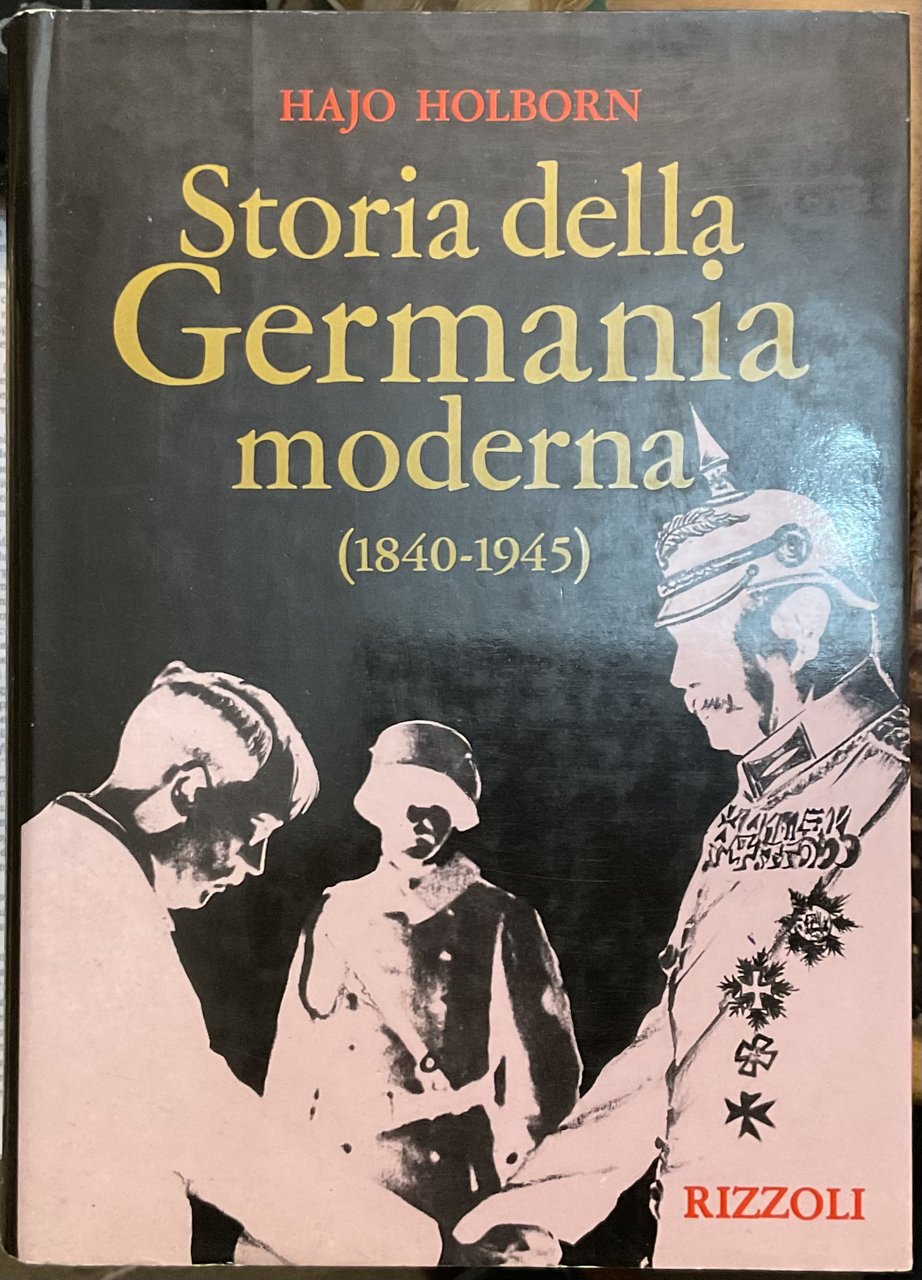 HAJO HOLBORN
Storia della
Germania
moderna
(1840-1945)
RIZZOLI